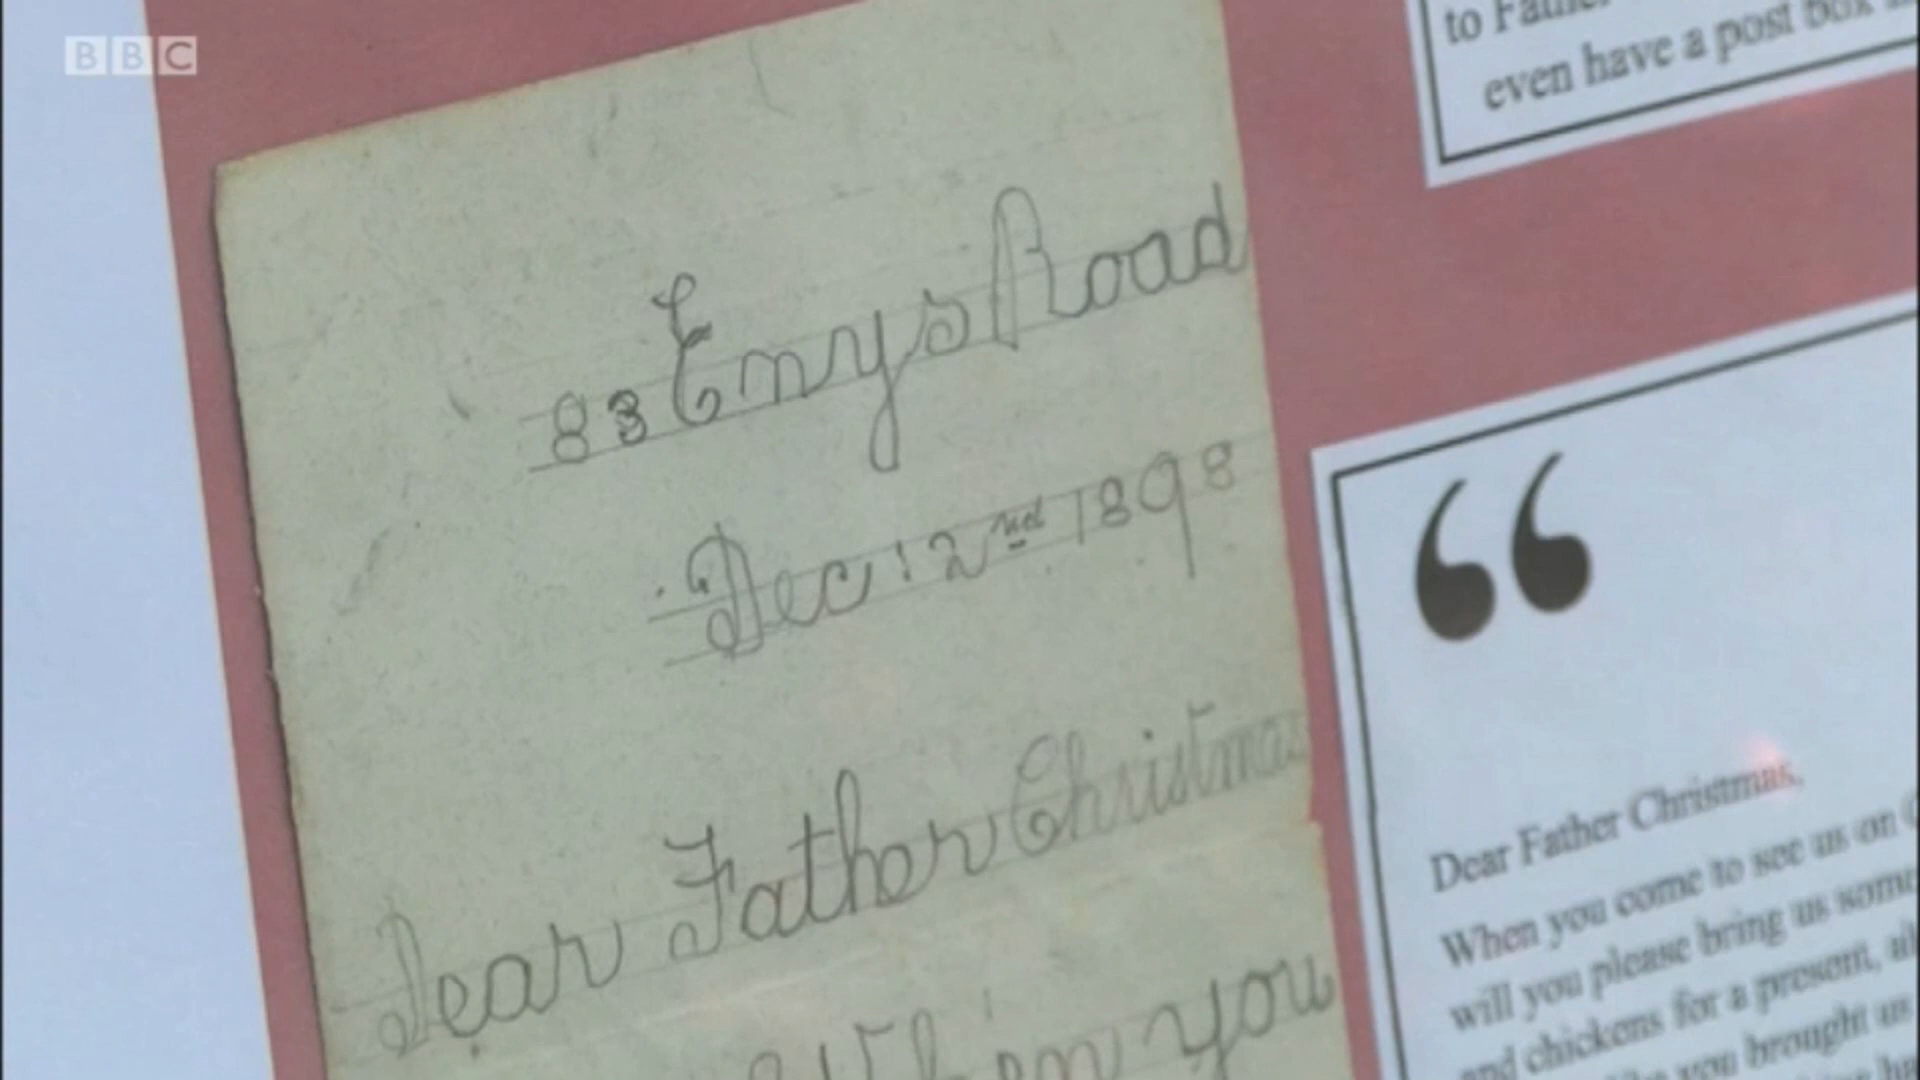 BBC
to Father
even have a post box
83 Enys Road
Dec 12nd 1898
Dear Father Christmas
When you
“
Dear Father Christmas,
When you come to see us on
will you please bring us some
and chickens for a present,
you brought us